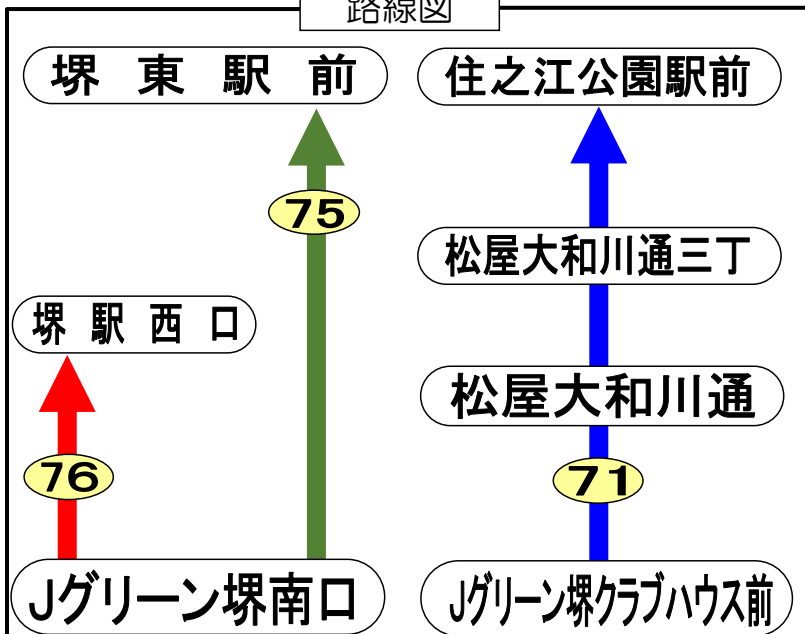 路線図
堺東駅前
住之江公園駅前
75
松屋大和川通三丁
堺駅西口
松屋大和川通
76
71
Jグリーン堺南口
Jグリーン堺クラブハウス前